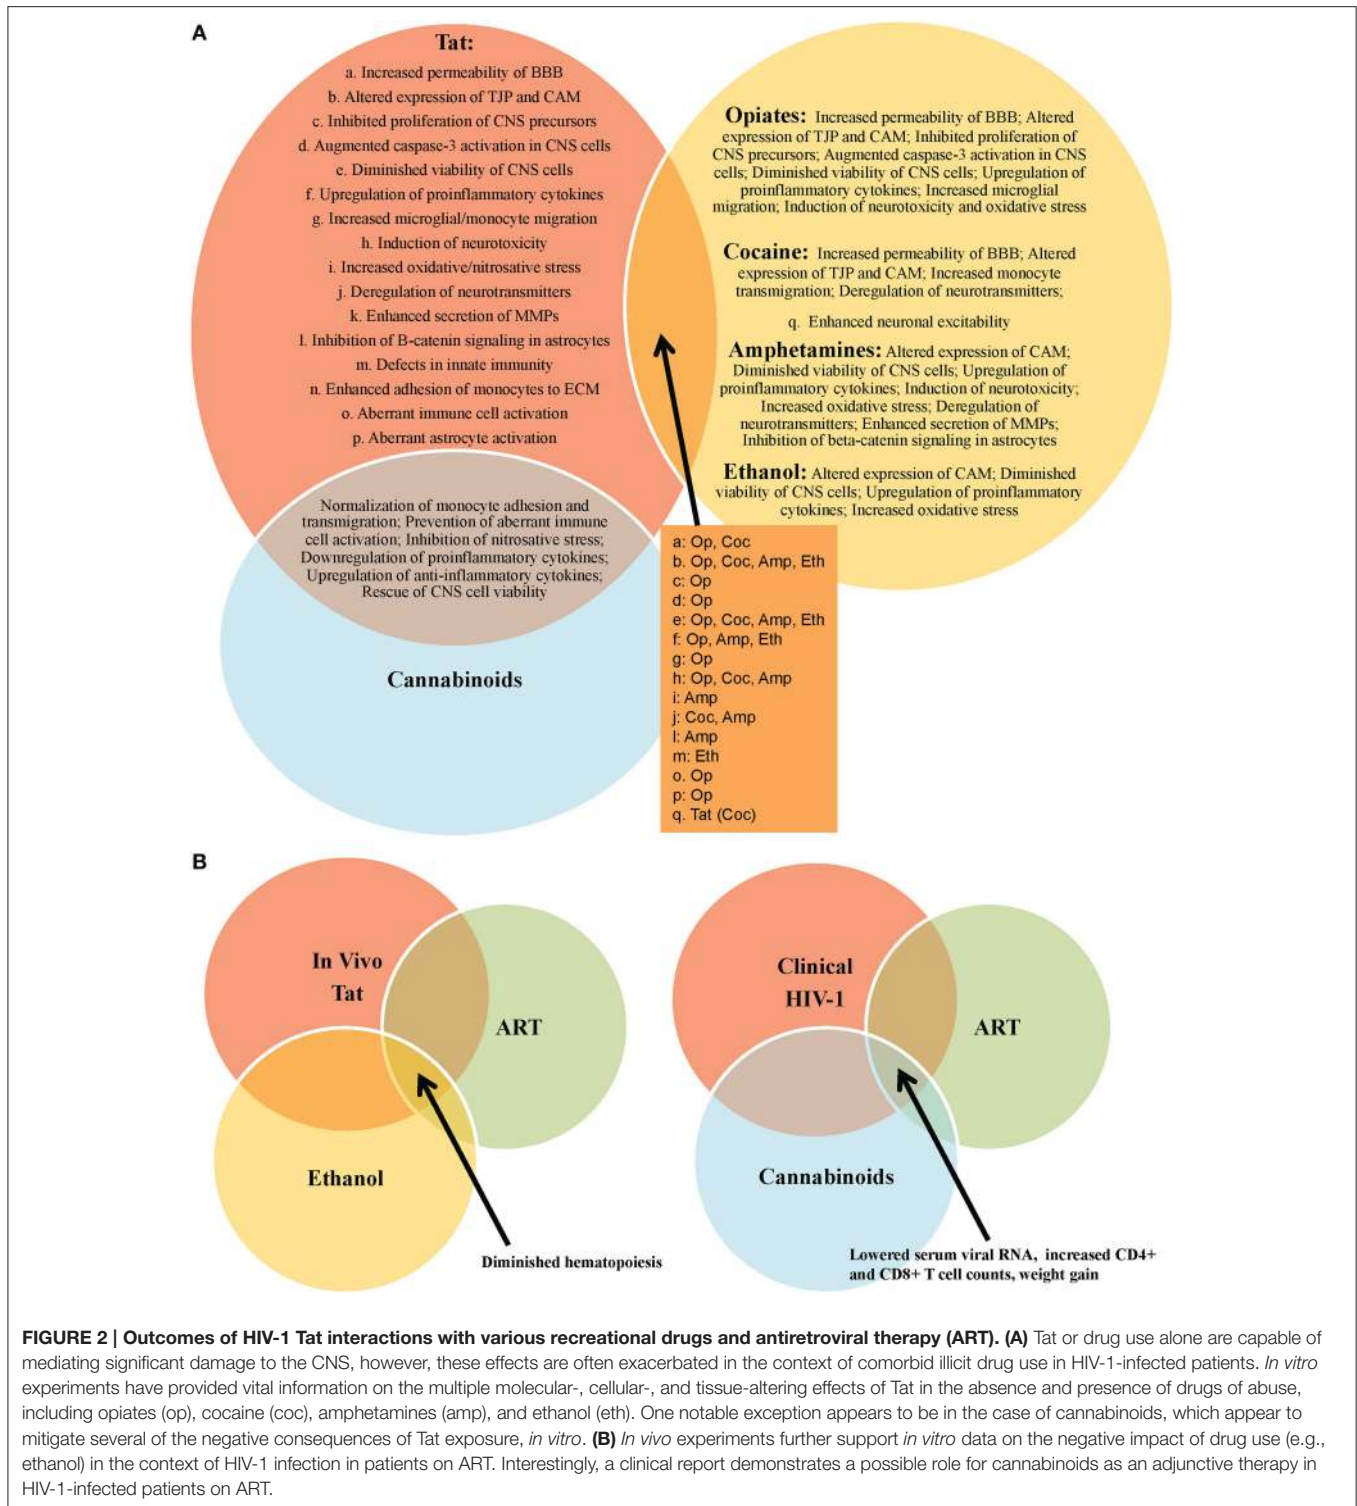 A
Tat:
a. Increased permeability of BBB
b. Altered expression of TJP and CAM
c. Inhibited proliferation of CNS precursors
d. Augmented caspase-3 activation in CNS cells
e. Diminished viability of CNS cells
f. Upregulation of proinflammatory cytokines
g. Increased microglial/monocyte migration
h. Induction of neurotoxicity
i. Increased oxidative/nitrosative stress
j. Deregulation of neurotransmitters
k. Enhanced secretion of MMPs
l. Inhibition of B-catenin signaling in astrocytes
m. Defects in innate immunity
n. Enhanced adhesion of monocytes to ECM
o. Aberrant immune cell activation
p. Aberrant astrocyte activation
Opiates: Increased permeability of BBB; Altered
expression of TJP and CAM; Inhibited proliferation of
CNS precursors; Augmented caspase-3 activation in CNS
cells; Diminished viability of CNS cells; Upregulation of
proinflammatory cytokines; Increased microglial
migration; Induction of neurotoxicity and oxidative stress
Cocaine: Increased permeability of BBB; Altered
expression of TJP and CAM; Increased monocyte
transmigration; Deregulation of neurotransmitters;
q. Enhanced neuronal excitability
Amphetamines: Altered expression of CAM;
Diminished viability of CNS cells; Upregulation of
proinflammatory cytokines; Induction of neurotoxicity;
Increased oxidative stress; Deregulation of
neurotransmitters; Enhanced secretion of MMPs;
Inhibition of beta-catenin signaling in astrocytes
Ethanol: Altered expression of CAM; Diminished
viability of CNS cells; Upregulation of proinflammatory
cytokines; Increased oxidative stress
Normalization of monocyte adhesion and
transmigration; Prevention of aberrant immune
cell activation; Inhibition of nitrosative stress;
Downregulation of proinflammatory cytokines;
Upregulation of anti-inflammatory cytokines;
Rescue of CNS cell viability
Cannabinoids
a: Op, Coc
b. Op, Coc, Amp, Eth
c: Op
d: Op
e: Op, Coc, Amp, Eth
f: Op, Amp, Eth
g: Op
h: Op, Coc, Amp
i: Amp
j: Coc, Amp
l: Amp
m: Eth
o. Op
p: Op
q. Tat (Coc)
B
In Vivo
Tat
ART
Ethanol
Diminished hematopoiesis
Clinical
HIV-1
ART
Cannabinoids
Lowered serum viral RNA, increased CD4+
and CD8+ T cell counts, weight gain
FIGURE 2 | Outcomes of HIV-1 Tat interactions with various recreational drugs and antiretroviral therapy (ART). (A) Tat or drug use alone are capable of
mediating significant damage to the CNS, however, these effects are often exacerbated in the context of comorbid illicit drug use in HIV-1-infected patients. In vitro
experiments have provided vital information on the multiple molecular-, cellular-, and tissue-altering effects of Tat in the absence and presence of drugs of abuse,
including opiates (op), cocaine (coc), amphetamines (amp), and ethanol (eth). One notable exception appears to be in the case of cannabinoids, which appear to
mitigate several of the negative consequences of Tat exposure, in vitro. (B) In vivo experiments further support in vitro data on the negative impact of drug use (e.g.,
ethanol) in the context of HIV-1 infection in patients on ART. Interestingly, a clinical report demonstrates a possible role for cannabinoids as an adjunctive therapy in
HIV-1-infected patients on ART.